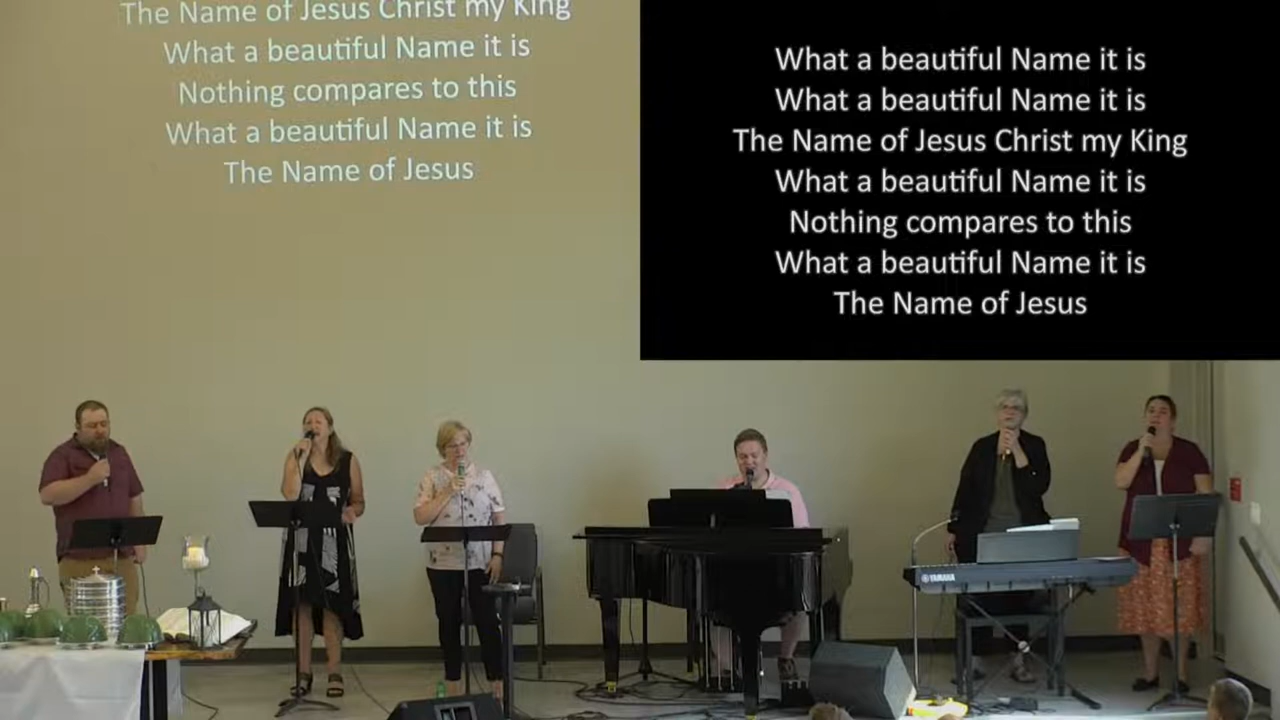 The Name of Jesus Christ my King
What a beautiful Name it is
Nothing compares to this
What a beautiful Name it is
The Name of Jesus
What a beautiful Name it is
What a beautiful Name it is
The Name of Jesus Christ my King
What a beautiful Name it is
Nothing compares to this
What a beautiful Name it is
The Name of Jesus
YAMAHA